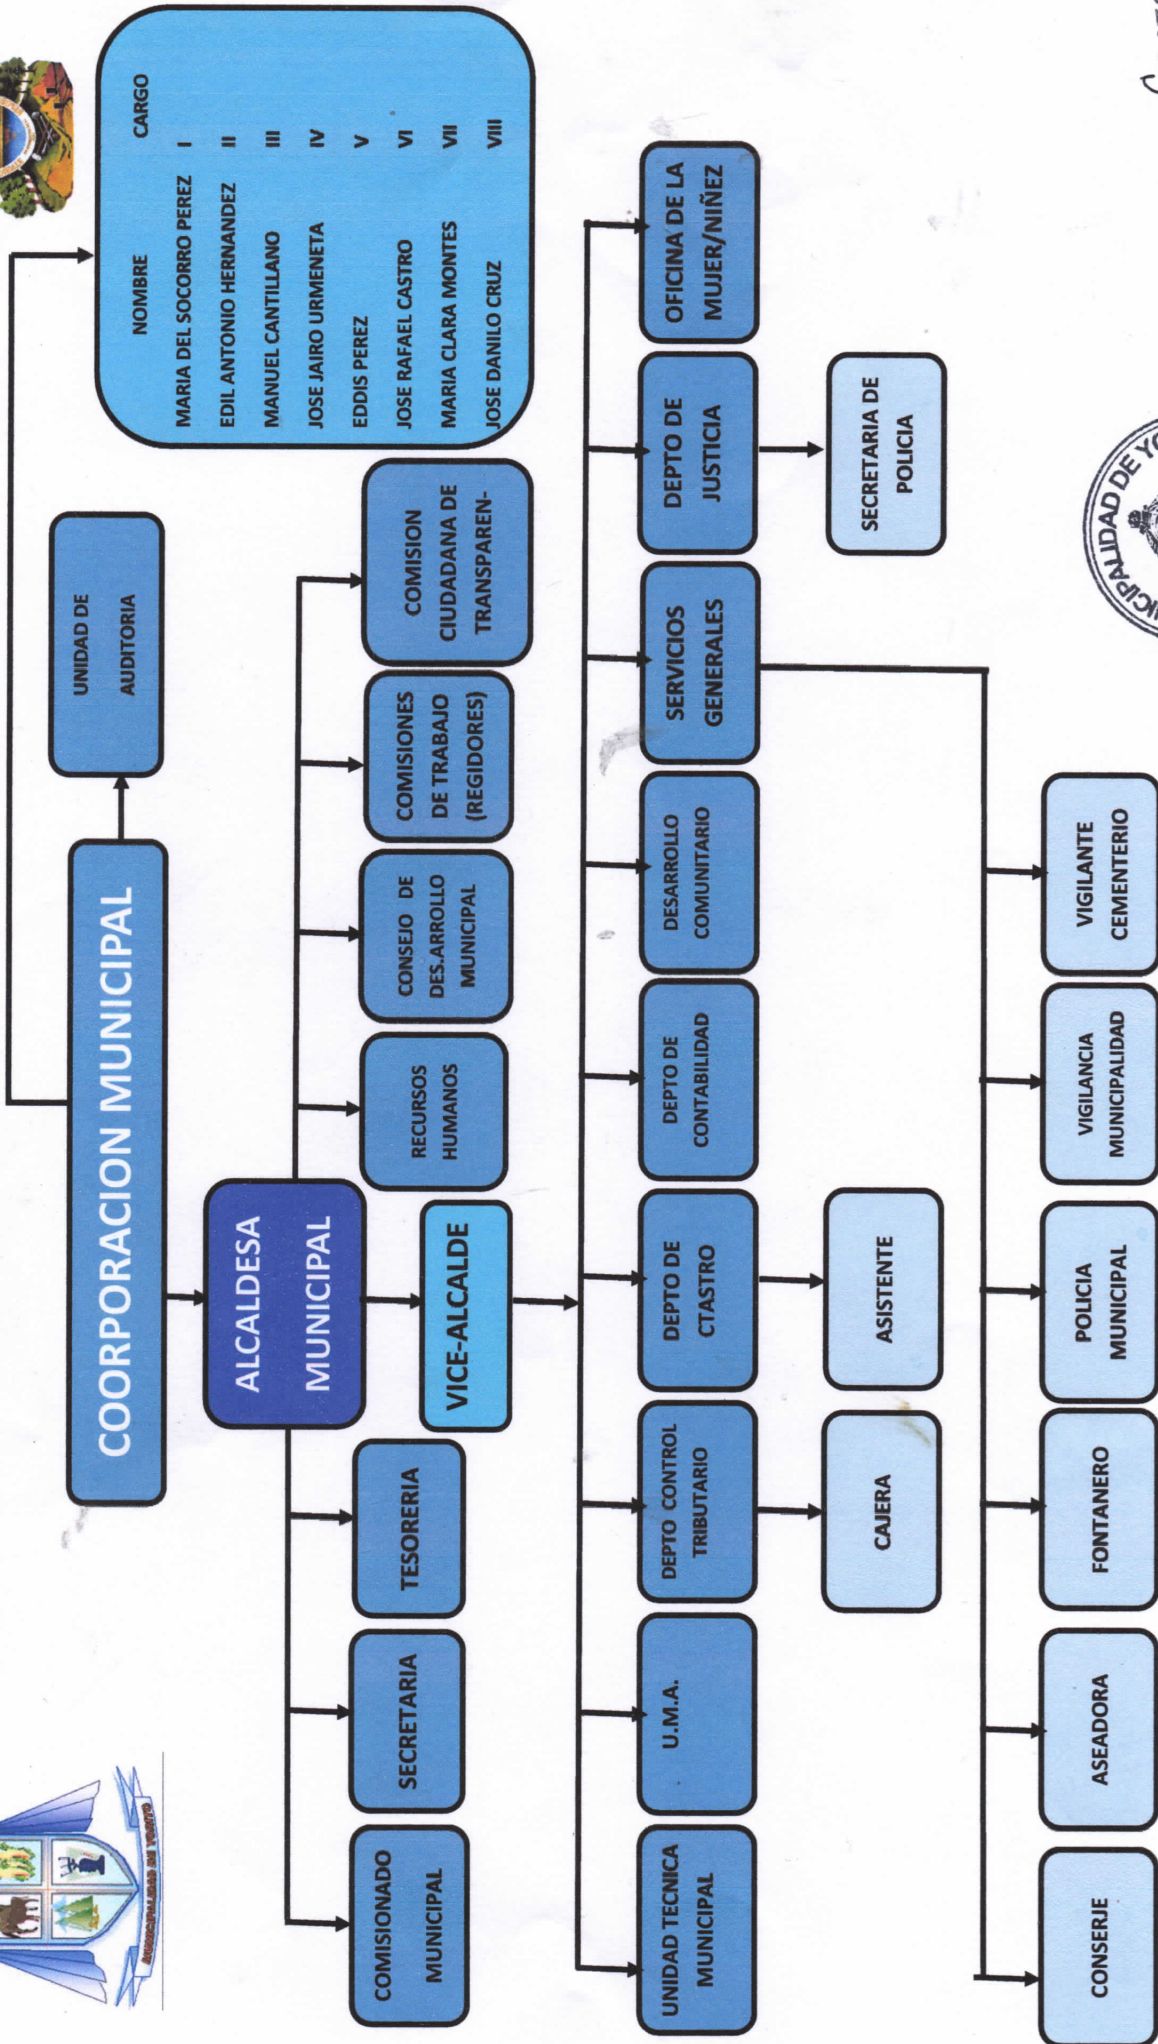 COORPORACION MUNICIPAL
UNIDAD DE
AUDITORIA
NOMBRE CARGO
MARIA DEL SOCORRO PEREZ I
EDIL ANTONIO HERNANDEZ II
MANUEL CANTILLANO III
JOSE JAIRO URMENETA IV
EDDIS PEREZ V
JOSE RAFAEL CASTRO VI
MARIA CLARA MONTES VII
JOSE DANILO CRUZ VIII
MUNICIPALIDAD DE YORITO
ALCALDESA
MUNICIPAL
COMISIONADO
MUNICIPAL
SECRETARIA
TESORERIA
VICE-ALCALDE
RECURSOS
HUMANOS
CONSEJO DE
DES.ARROLLO
MUNICIPAL
COMISIONES
DE TRABAJO
(REGIDORES)
COMISION
CIUDADANA DE
TRANSPAREN-
UNIDAD TECNICA
MUNICIPAL
U.M.A.
DEPTO CONTROL
TRIBUTARIO
DEPTO DE
CTASTRO
DEPTO DE
CONTABILIDAD
DESARROLLO
COMUNITARIO
SERVICIOS
GENERALES
DEPTO DE
JUSTICIA
OFICINA DE LA
MUJER/NIÑEZ
CAJERA
ASISTENTE
SECRETARIA DE
POLICIA
CONSERJE
ASEADORA
FONTANERO
POLICIA
MUNICIPAL
VIGILANCIA
MUNICIPALIDAD
VIGILANTE
CEMENTERIO